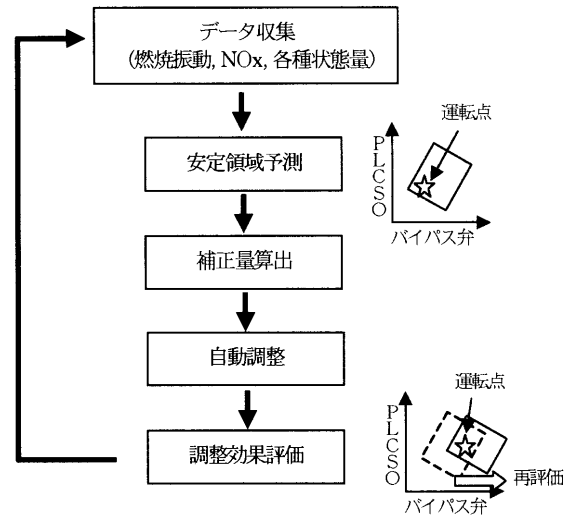 データ収集
(燃焼振動, NOx, 各種状態量)
安定領域予測
補正量算出
自動調整
調整効果評価
運転点
PLCSO
バイパス弁
運転点
PLCSO
再評価
バイパス弁